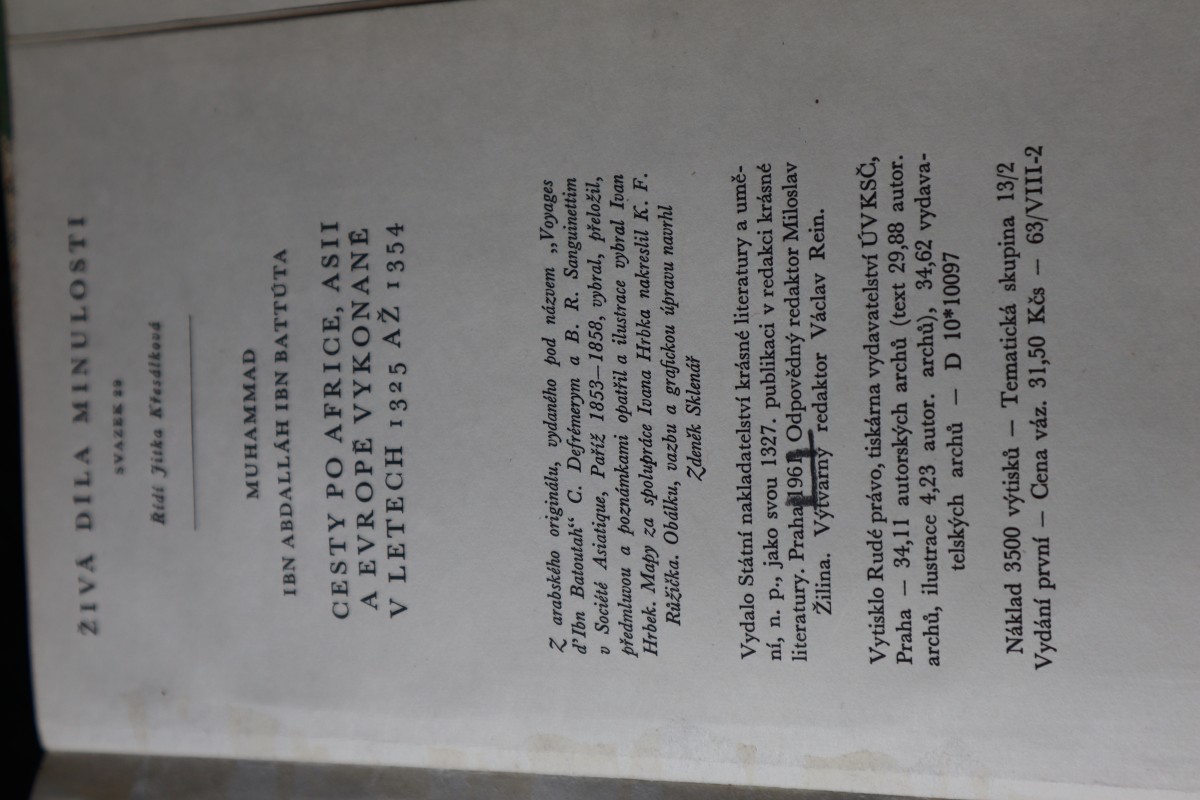 ŽIVÁ DÍLA MINULOSTI
SVAZEK 29
Řídí Jitka Křesálková
MUHAMMAD
IBN ABDALLÁH IBN BATTÚTA
CESTY PO AFRICE, ASII
A EVROPĚ VYKONANÉ
V LETECH 1325 AŽ 1354
Z arabského originálu, vydaného pod názvem „Voyages
d'Ibn Batoutah“ C. Defrémerym a B. R. Sanguinettim
v Société Asiatique, Paříž 1853—1858, vybral, přeložil,
předmluvou a poznámkami opatřil a ilustrace vybral Ivan
Hrbek. Mapy za spolupráce Ivana Hrbka nakreslil K. F.
Růžička. Obálku, vazbu a grafickou úpravu navrhl
Zdeněk Sklenář
Vydalo Státní nakladatelství krásné literatury a umě-
ní, n. p., jako svou 1327. publikaci v redakci krásné
literatury. Praha 1961. Odpovědný redaktor Miloslav
Žilina. Výtvarný redaktor Václav Rein.
Vytisklo Rudé právo, tiskárna vydavatelství ÚV KSČ,
Praha — 34,11 autorských archů (text 29,88 autor.
archů, ilustrace 4,23 autor. archů), 34,62 vydava-
telských archů — D 10*10097
Náklad 3500 výtisků — Tematická skupina 13/2
Vydání první — Cena váz. 31,50 Kčs — 63/VIII-2